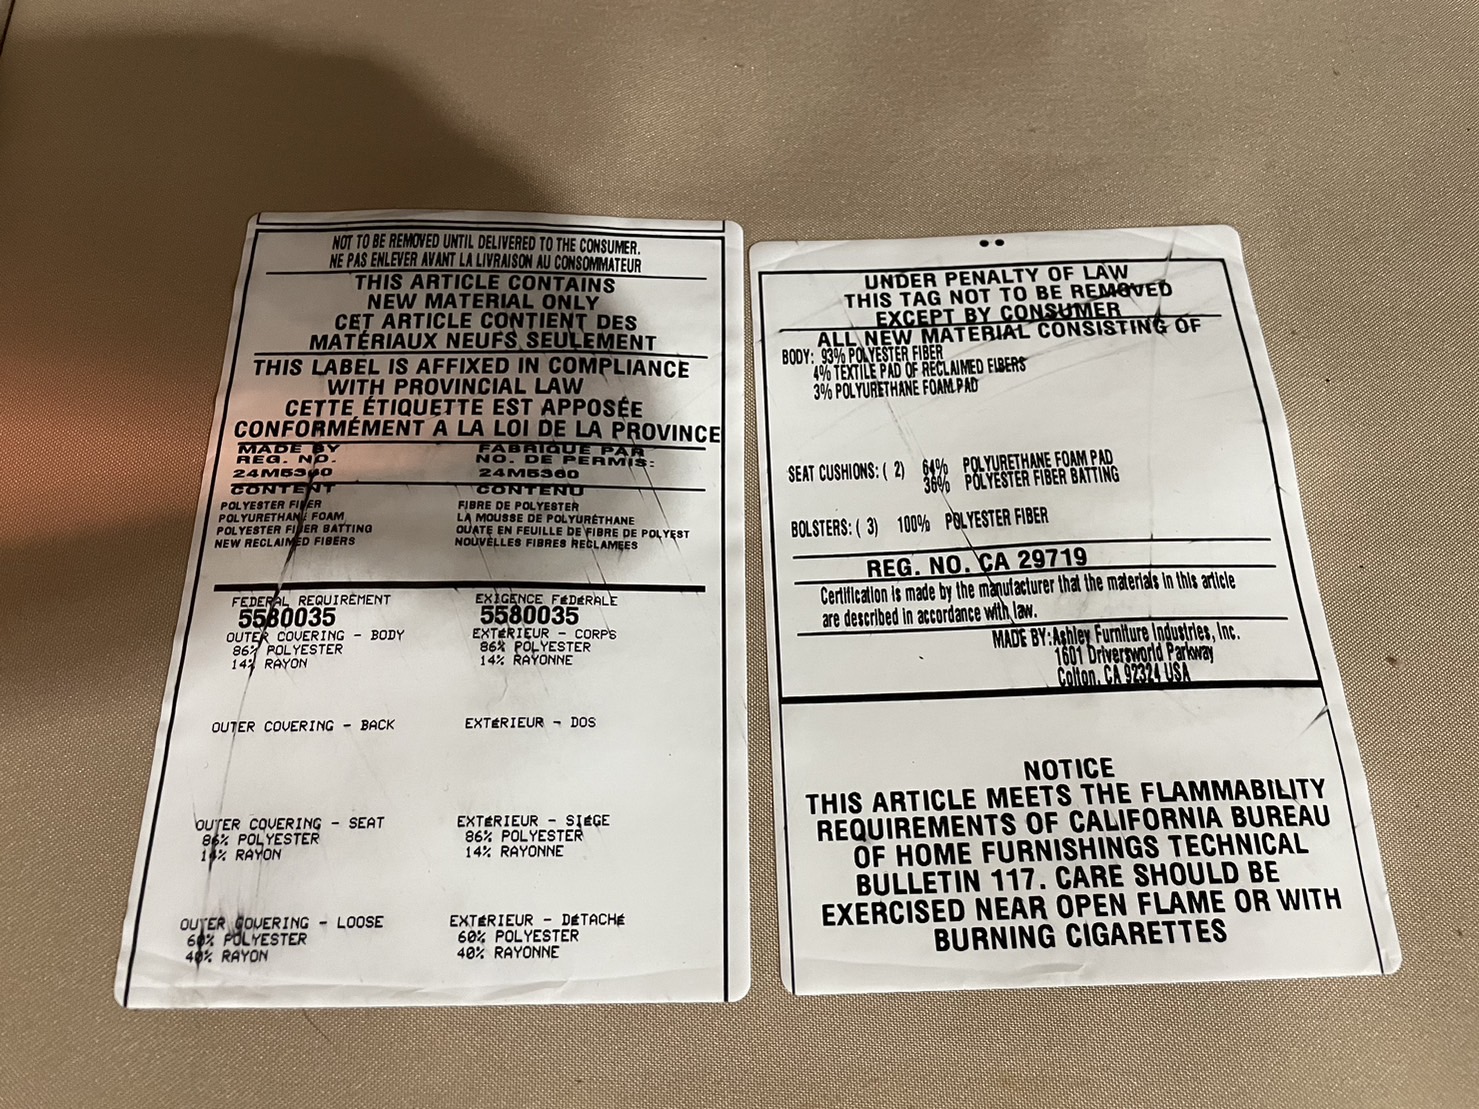 NOT TO BE REMOVED UNTIL DELIVERED TO THE CONSUMER.
NE PAS ENLEVER AVANT LA LIVRAISON AU CONSOMMATEUR
THIS ARTICLE CONTAINS
NEW MATERIAL ONLY
CET ARTICLE CONTIENT DES
MATÉRIAUX NEUFS SEULEMENT
THIS LABEL IS AFFIXED IN COMPLIANCE
WITH PROVINCIAL LAW
CETTE ÉTIQUETTE EST APPOSÉE
CONFORMÉMENT À LA LOI DE LA PROVINCE
MADE BY FABRIQUE PAR
REG. NO. NO. DE PERMIS:
24M5360 24M5360
CONTENT CONTENU
POLYESTER FIBER FIBRE DE POLYESTER
POLYURETHANE FOAM LA MOUSSE DE POLYURÉTHANE
POLYESTER FIBER BATTING OUATE EN FEUILLE DE FIBRE DE POLYEST
NEW RECLAIMED FIBERS NOUVELLES FIBRES RECLAMEES
FEDERAL REQUIREMENT EXIGENCE FÉDÉRALE
5580035 5580035
OUTER COVERING - BODY EXTÉRIEUR - CORPS
86% POLYESTER 86% POLYESTER
14% RAYON 14% RAYONNE
OUTER COVERING - BACK EXTÉRIEUR - DOS
OUTER COVERING - SEAT EXTÉRIEUR - SIÉGE
86% POLYESTER 86% POLYESTER
14% RAYON 14% RAYONNE
OUTER COVERING - LOOSE EXTÉRIEUR - DÉTACHÉ
60% POLYESTER 60% POLYESTER
40% RAYON 40% RAYONNE
UNDER PENALTY OF LAW
THIS TAG NOT TO BE REMOVED
EXCEPT BY CONSUMER
ALL NEW MATERIAL CONSISTING OF
BODY: 93% POLYESTER FIBER
4% TEXTILE PAD OF RECLAIMED FIBERS
3% POLYURETHANE FOAM PAD
SEAT CUSHIONS: ( 2) 64% POLYURETHANE FOAM PAD
36% POLYESTER FIBER BATTING
BOLSTERS: ( 3) 100% POLYESTER FIBER
REG. NO. CA 29719
Certification is made by the manufacturer that the materials in this article
are described in accordance with law.
MADE BY:Ashley Furniture Industries, Inc.
1601 Driversworld Parkway
Colton, CA 92324 USA
NOTICE
THIS ARTICLE MEETS THE FLAMMABILITY
REQUIREMENTS OF CALIFORNIA BUREAU
OF HOME FURNISHINGS TECHNICAL
BULLETIN 117. CARE SHOULD BE
EXERCISED NEAR OPEN FLAME OR WITH
BURNING CIGARETTES